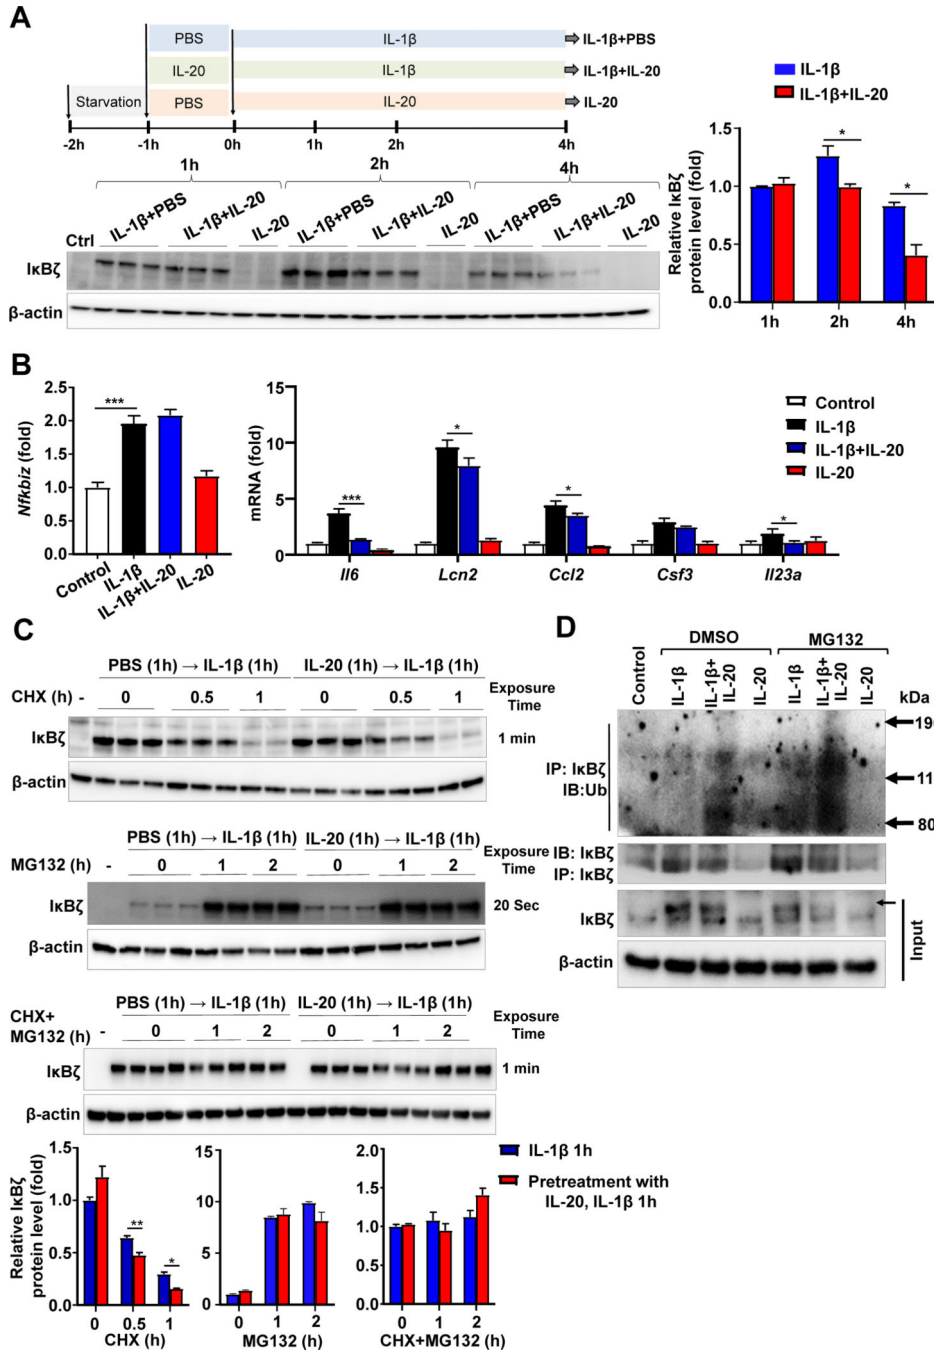 A
PBS
IL-1β
IL-1β+PBS
IL-20
IL-1β
IL-1β+IL-20
Starvation
PBS
IL-20
IL-20
-2h
-1h
0h
1h
2h
4h
1h
2h
4h
Ctrl
IL-1β+PBS
IL-1β+IL-20
IL-20
IL-1β+PBS
IL-1β+IL-20
IL-20
IL-1β+PBS
IL-1β+IL-20
IL-20
IκBζ
β-actin
IL-1β
IL-1β+IL-20
Relative IκBζ
protein level (fold)
1.5
1.0
0.5
0.0
*
*
1h
2h
4h
B
Nfkbiz (fold)
2.5
2.0
1.5
1.0
0.5
0.0
***
Control
IL-1β
IL-1β+IL-20
IL-20
mRNA (fold)
15
10
5
0
***
*
*
*
Il6
Lcn2
Ccl2
Csf3
Il23a
Control
IL-1β
IL-1β+IL-20
IL-20
C
PBS (1h) → IL-1β (1h)
IL-20 (1h) → IL-1β (1h)
CHX (h)
-
0
0.5
1
0
0.5
1
Exposure
Time
IκBζ
1 min
β-actin
PBS (1h) → IL-1β (1h)
IL-20 (1h) → IL-1β (1h)
MG132 (h)
-
0
1
2
0
1
2
Exposure
Time
IκBζ
20 Sec
β-actin
PBS (1h) → IL-1β (1h)
IL-20 (1h) → IL-1β (1h)
CHX+
MG132 (h)
-
0
1
2
0
1
2
Exposure
Time
IκBζ
1 min
β-actin
Relative IκBζ
protein level (fold)
1.5
1.0
0.5
0.0
**
*
0
0.5
1
CHX (h)
15
10
5
0
0
1
2
MG132 (h)
2.0
1.5
1.0
0.5
0.0
0
1
2
CHX+MG132 (h)
IL-1β 1h
Pretreatment with
IL-20, IL-1β 1h
D
DMSO
MG132
Control
IL-1β
IL-1β+
IL-20
IL-20
IL-1β
IL-1β+
IL-20
IL-20
kDa
190
11
80
IP: IκBζ
IB:Ub
IB: IκBζ
IP: IκBζ
IκBζ
β-actin
Input